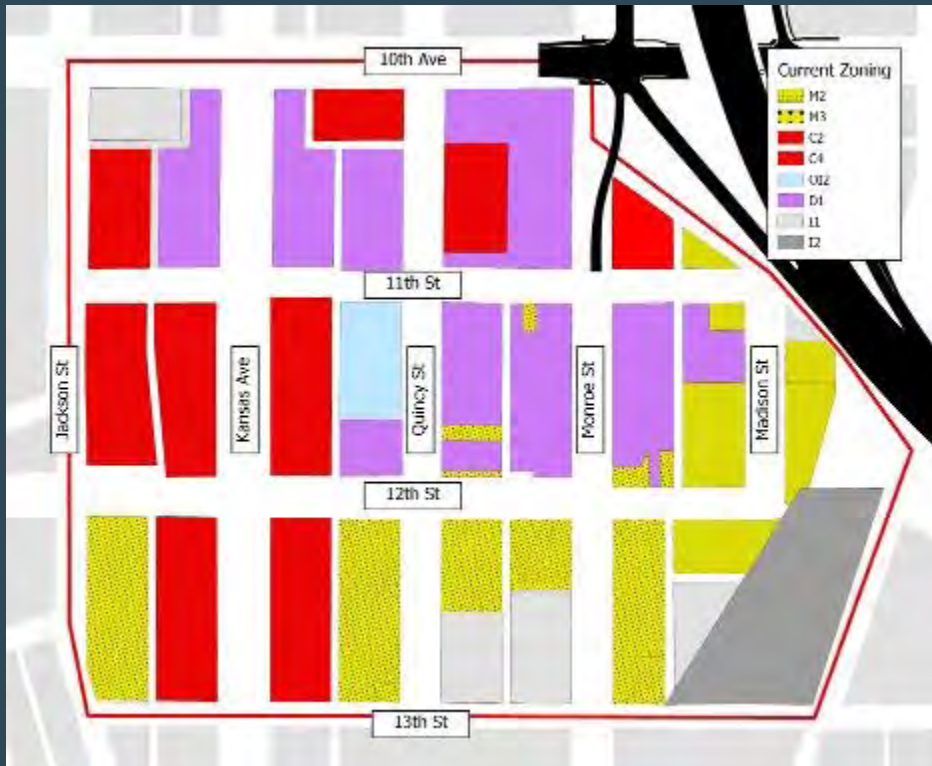 10th Ave
Current Zoning
M2
M3
C2
C4
OI2
D1
I1
I2
11th St
Jackson St
Kansas Ave
Quincy St
Monroe St
Madison St
12th St
13th St